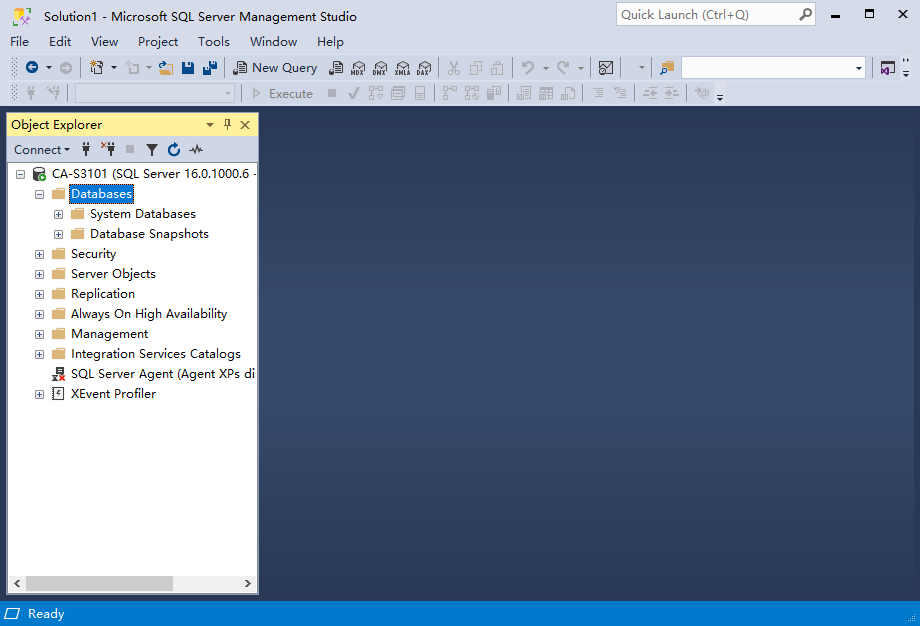 Solution1 - Microsoft SQL Server Management Studio
Quick Launch (Ctrl+Q)
File Edit View Project Tools Window Help
New Query MDX DMX XMLA DAX
Execute
Object Explorer
Connect
CA-S3101 (SQL Server 16.0.1000.6 -
Databases
System Databases
Database Snapshots
Security
Server Objects
Replication
Always On High Availability
Management
Integration Services Catalogs
SQL Server Agent (Agent XPs di
XEvent Profiler
Ready